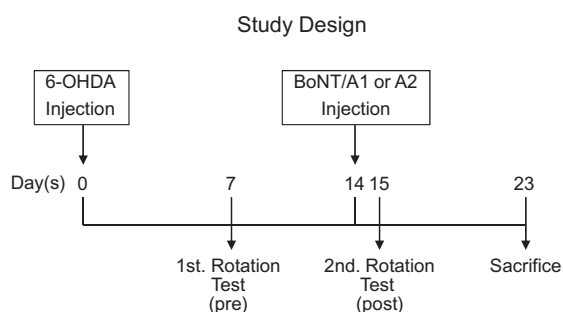 Study Design
6-OHDA
Injection
BoNT/A1 or A2
Injection
Day(s) 0 7 14 15 23
1st. Rotation
Test
(pre)
2nd. Rotation
Test
(post)
Sacrifice